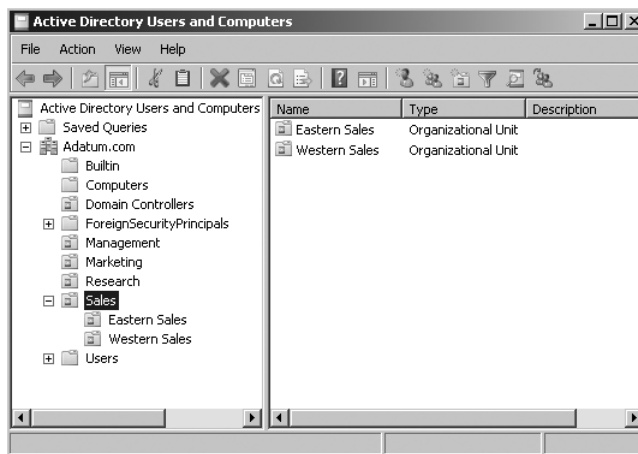 Active Directory Users and Computers
File Action View Help
Active Directory Users and Computers
Saved Queries
Adatum.com
Builtin
Computers
Domain Controllers
ForeignSecurityPrincipals
Management
Marketing
Research
Sales
Eastern Sales
Western Sales
Users
Name Type Description
Eastern Sales Organizational Unit
Western Sales Organizational Unit